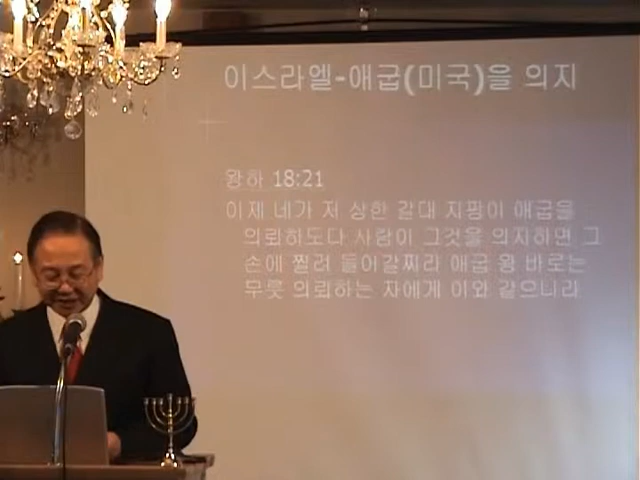 이스라엘-애굽(미국)을 의지
왕하 18:21
이제 네가 저 상한 갈대 지팡이 애굽을
의뢰하도다 사람이 그것을 의지하면 그
손에 찔러 들어갈찌라 애굽 왕 바로는
무릇 의뢰하는 자에게 이와 같으니라